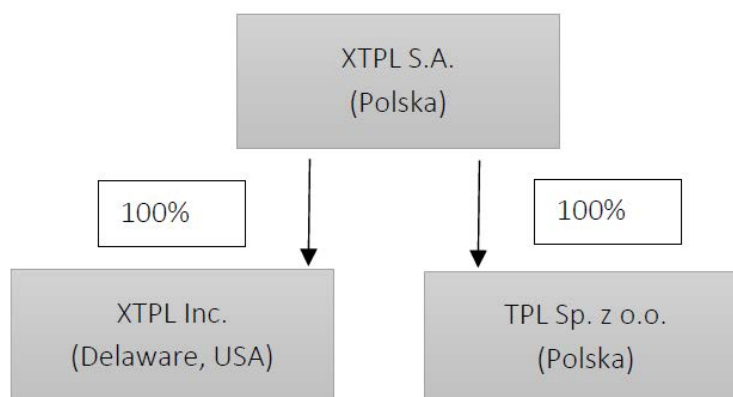 XTPL S.A.
(Polska)
100%
100%
XTPL Inc.
(Delaware, USA)
TPL Sp. z o.o.
(Polska)